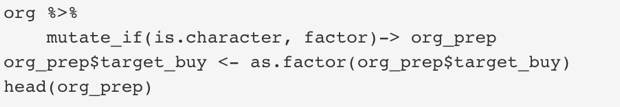 org %>%
    mutate_if(is.character, factor)-> org_prep
org_prep$target_buy <- as.factor(org_prep$target_buy)
head(org_prep)